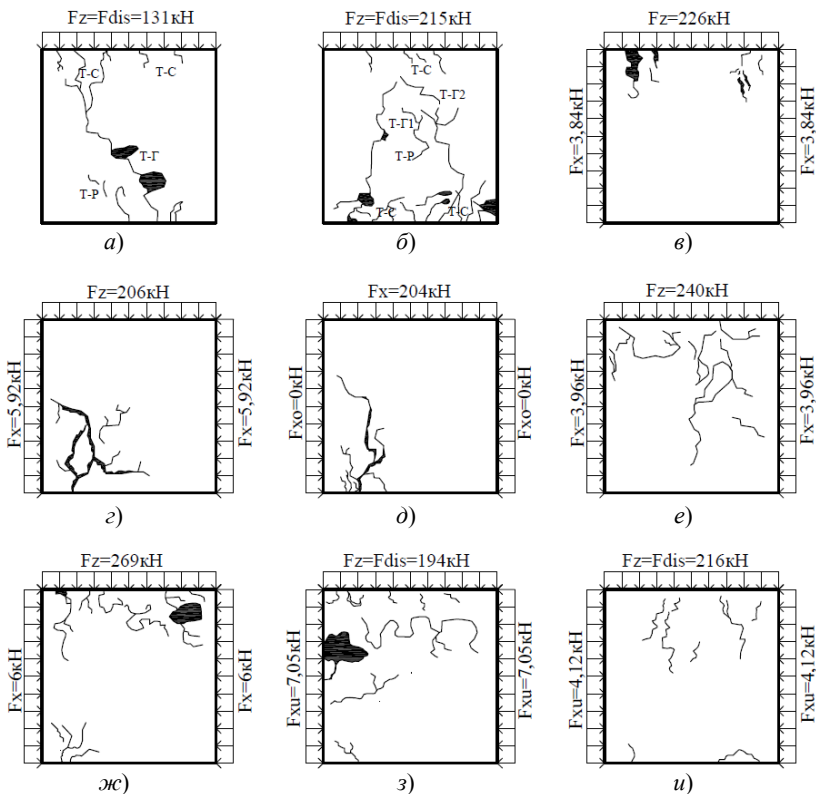 Fz=Fdis=131кН
Fz=Fdis=215кН
Fz=226кН
Т-С
Т-С
Т-Г
Т-Р
Т-С
Т-Г2
Т-Г1
Т-Р
Т-С
Т-С
Fx=3,84кН
Fx=3,84кН
а)
б)
в)
Fz=206кН
Fx=204кН
Fz=240кН
Fx=5,92кН
Fx=5,92кН
Fxo=0кН
Fxo=0кН
Fx=3,96кН
Fx=3,96кН
г)
д)
е)
Fz=269кН
Fz=Fdis=194кН
Fz=Fdis=216кН
Fx=6кН
Fx=6кН
Fxu=7,05кН
Fxu=7,05кН
Fxu=4,12кН
Fxu=4,12кН
ж)
з)
и)